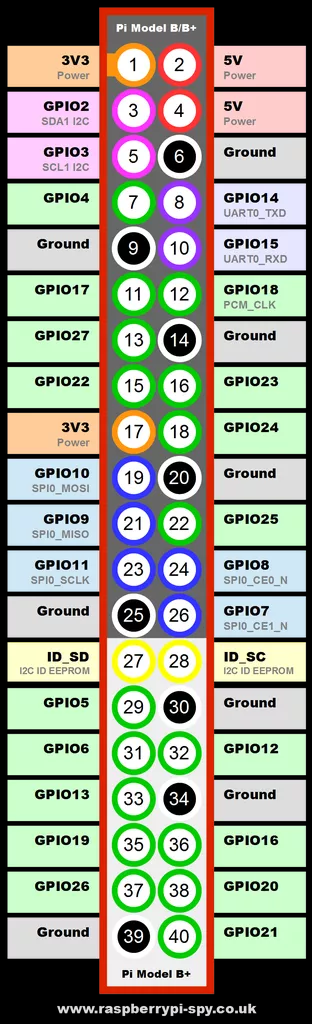 Pi Model B/B+
3V3 1 2 5V
Power Power
GPIO2 3 4 5V
SDA1 I2C Power
GPIO3 5 6 Ground
SCL1 I2C
GPIO4 7 8 GPIO14
UART0_TXD
Ground 9 10 GPIO15
UART0_RXD
GPIO17 11 12 GPIO18
PCM_CLK
GPIO27 13 14 Ground
GPIO22 15 16 GPIO23
3V3 17 18 GPIO24
Power
GPIO10 19 20 Ground
SPI0_MOSI
GPIO9 21 22 GPIO25
SPI0_MISO
GPIO11 23 24 GPIO8
SPI0_SCLK SPI0_CE0_N
Ground 25 26 GPIO7
SPI0_CE1_N
ID_SD 27 28 ID_SC
I2C ID EEPROM I2C ID EEPROM
GPIO5 29 30 Ground
GPIO6 31 32 GPIO12
GPIO13 33 34 Ground
GPIO19 35 36 GPIO16
GPIO26 37 38 GPIO20
Ground 39 40 GPIO21
Pi Model B+
www.raspberrypi-spy.co.uk